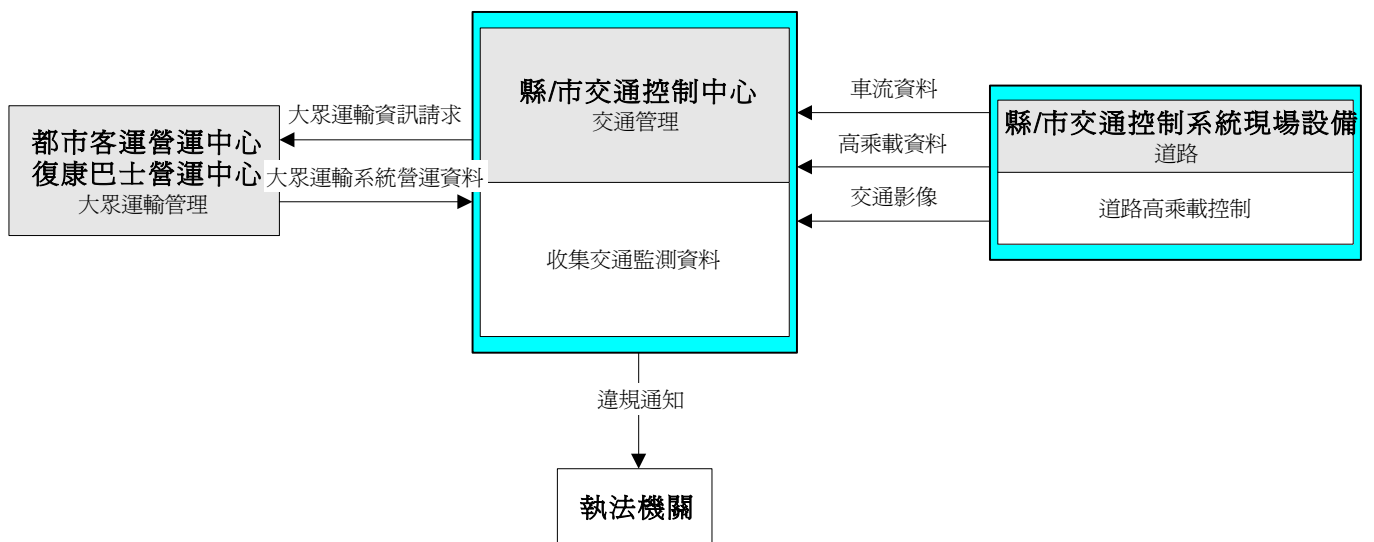 縣/市交通控制中心
交通管理
收集交通監測資料
大眾運輸資訊請求
大眾運輸系統營運資料
都市客運營運中心
復康巴士營運中心
大眾運輸管理
車流資料
高乘載資料
交通影像
縣/市交通控制系統現場設備
道路
道路高乘載控制
違規通知
執法機關